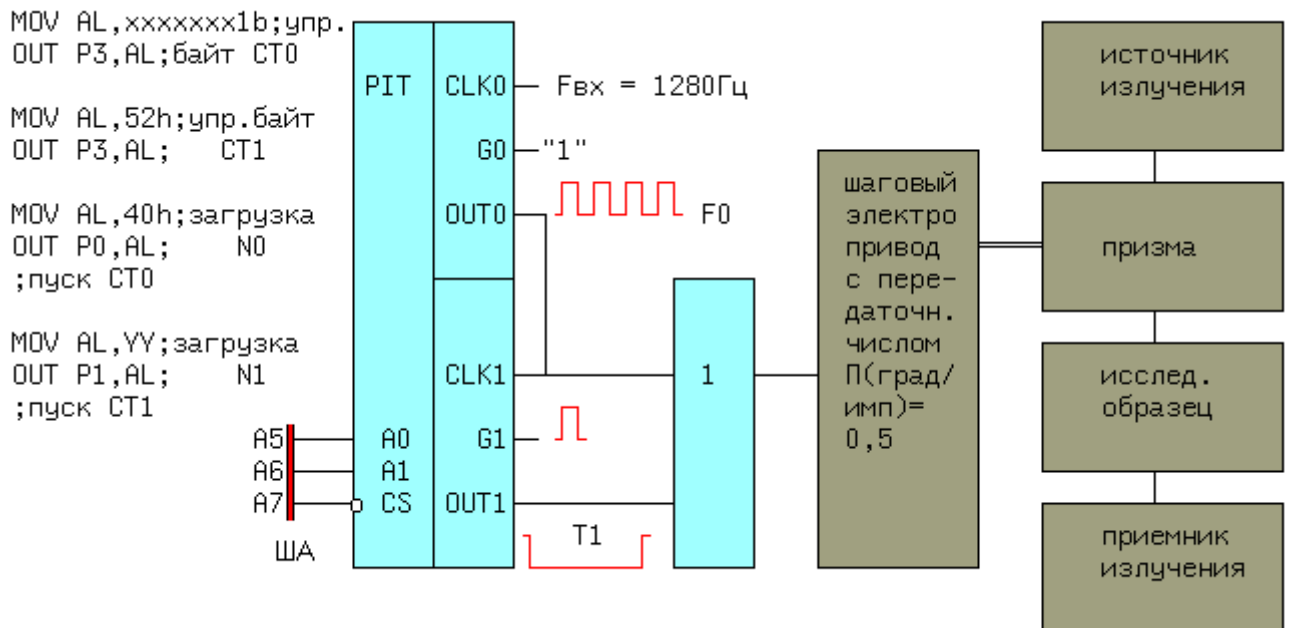 MOV AL,xxxxxxx1b;упр.
OUT P3,AL;байт CT0
MOV AL,52h;упр.байт
OUT P3,AL; CT1
MOV AL,40h;загрузка
OUT P0,AL; N0
;пуск CT0
MOV AL,YY;загрузка
OUT P1,AL; N1
;пуск CT1
A5
A6
A7
ША
PIT
A0
A1
CS
CLK0
G0
OUT0
CLK1
G1
OUT1
Fвх = 1280Гц
"1"
F0
T1
1
шаговый
электро
привод
с пере-
даточн.
числом
П(град/
имп)=
0,5
источник
излучения
призма
исслед.
образец
приемник
излучения